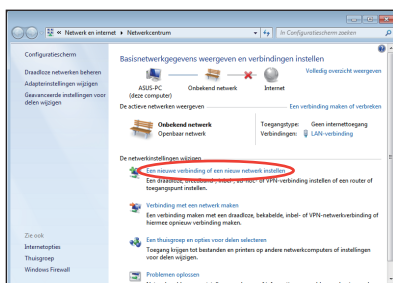 « Netwerk en internet ▸ Netwerkcentrum
In Configuratiescherm zoeken
Configuratiescherm
Draadloze netwerken beheren
Adapterinstellingen wijzigen
Geavanceerde instellingen voor
delen wijzigen
Zie ook
Internetopties
Thuisgroep
Windows Firewall
Basisnetwerkgegevens weergeven en verbindingen instellen
Volledig overzicht weergeven
ASUS-PC
(deze computer)
Onbekend netwerk
Internet
De actieve netwerken weergeven
Een verbinding maken of verbreken
Onbekend netwerk
Openbaar netwerk
Toegangstype: Geen internettoegang
Verbindingen: LAN-verbinding
De netwerkinstellingen wijzigen
Een nieuwe verbinding of een nieuw netwerk instellen
Een draadloze, breedband-, inbel-, ad-hoc- of VPN-verbinding instellen of een router of
toegangspunt instellen.
Verbinding met een netwerk maken
Een verbinding maken met een draadloze, bekabelde, inbel- of VPN-netwerkverbinding of
hiermee opnieuw verbinding maken.
Een thuisgroep en opties voor delen selecteren
Toegang krijgen tot bestanden en printers op andere netwerkcomputers of instellingen
voor delen wijzigen.
Problemen oplossen